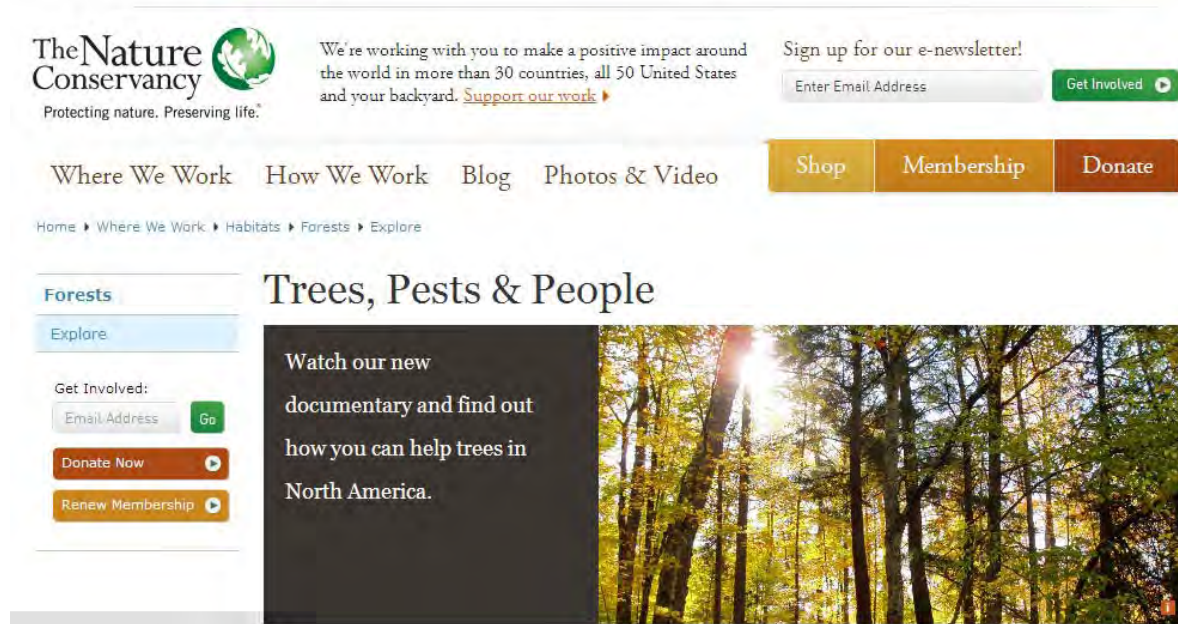 The Nature
Conservancy
Protecting nature. Preserving life.®
We're working with you to make a positive impact around
the world in more than 30 countries, all 50 United States
and your backyard. Support our work
Sign up for our e-newsletter!
Enter Email Address
Get Involved
Where We Work
How We Work
Blog
Photos & Video
Shop
Membership
Donate
Home Where We Work Habitats Forests Explore
Forests
Explore
Get Involved:
Email Address
Go
Donate Now
Renew Membership
Trees, Pests & People
Watch our new
documentary and find out
how you can help trees in
North America.
i